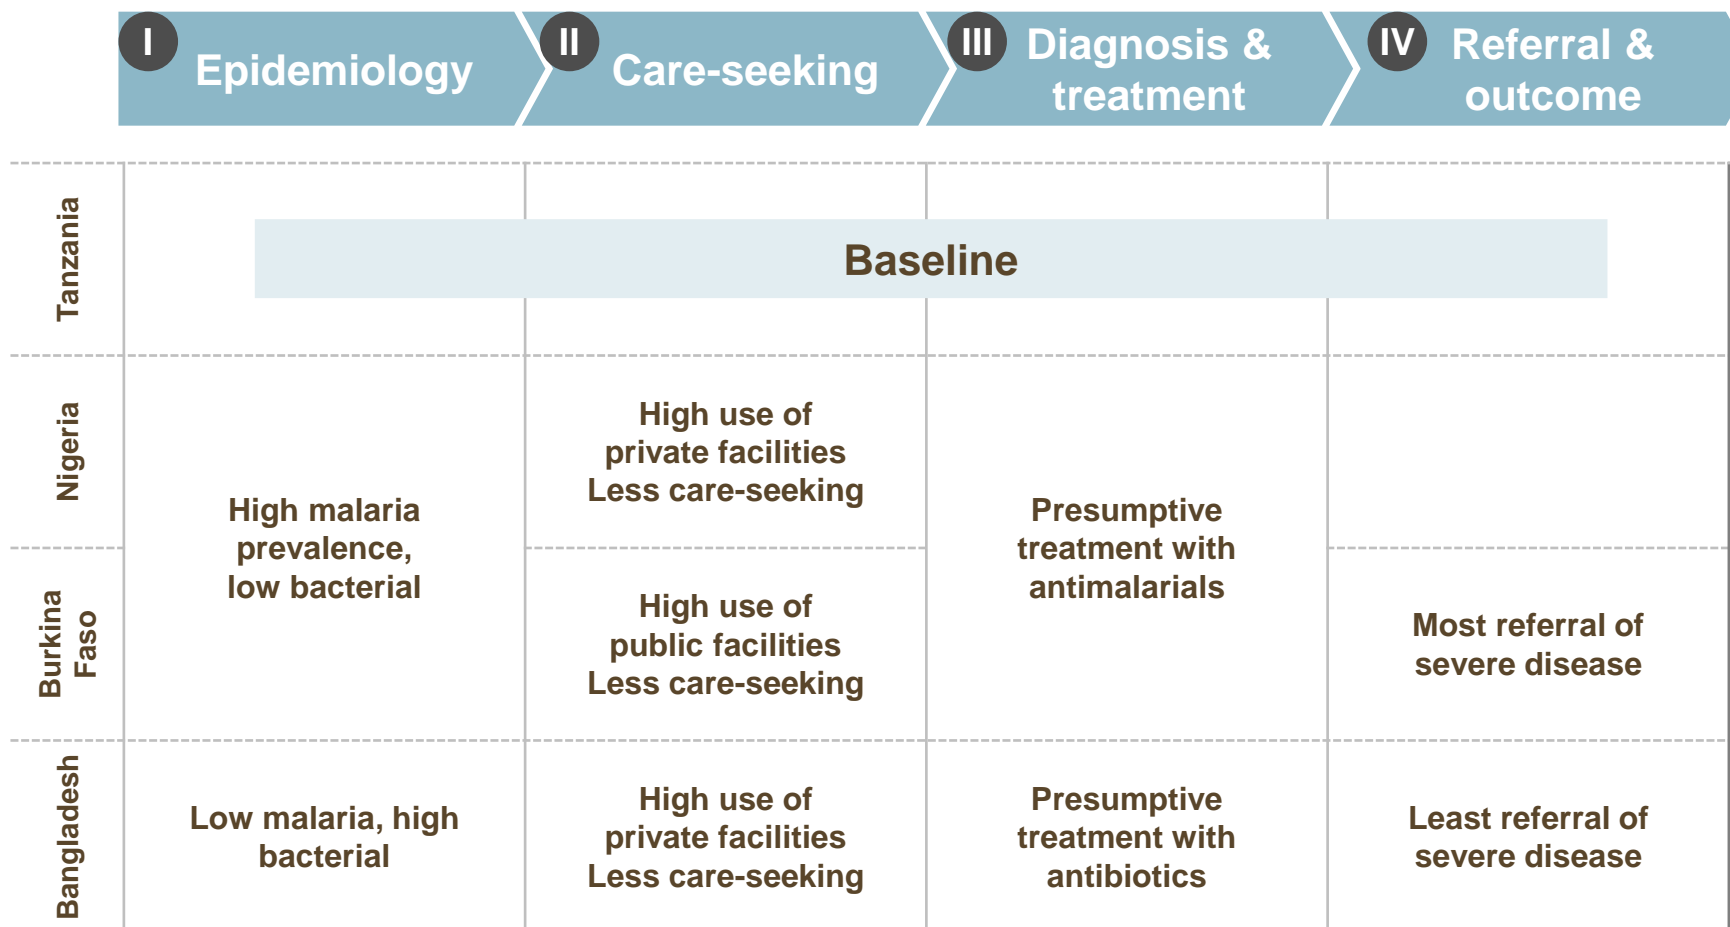 I
Epidemiology
II
Care-seeking
III
Diagnosis &
treatment
IV
Referral &
outcome
Tanzania
Baseline
Nigeria
High malaria
prevalence,
low bacterial
High use of
private facilities
Less care-seeking
Presumptive
treatment with
antimalarials
Burkina
Faso
High use of
public facilities
Less care-seeking
Most referral of
severe disease
Bangladesh
Low malaria, high
bacterial
High use of
private facilities
Less care-seeking
Presumptive
treatment with
antibiotics
Least referral of
severe disease